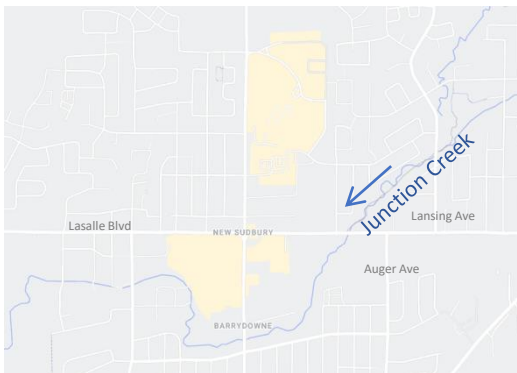 Junction Creek
Lansing Ave
Lasalle Blvd
NEW SUDBURY
Auger Ave
BARRYDOWNE